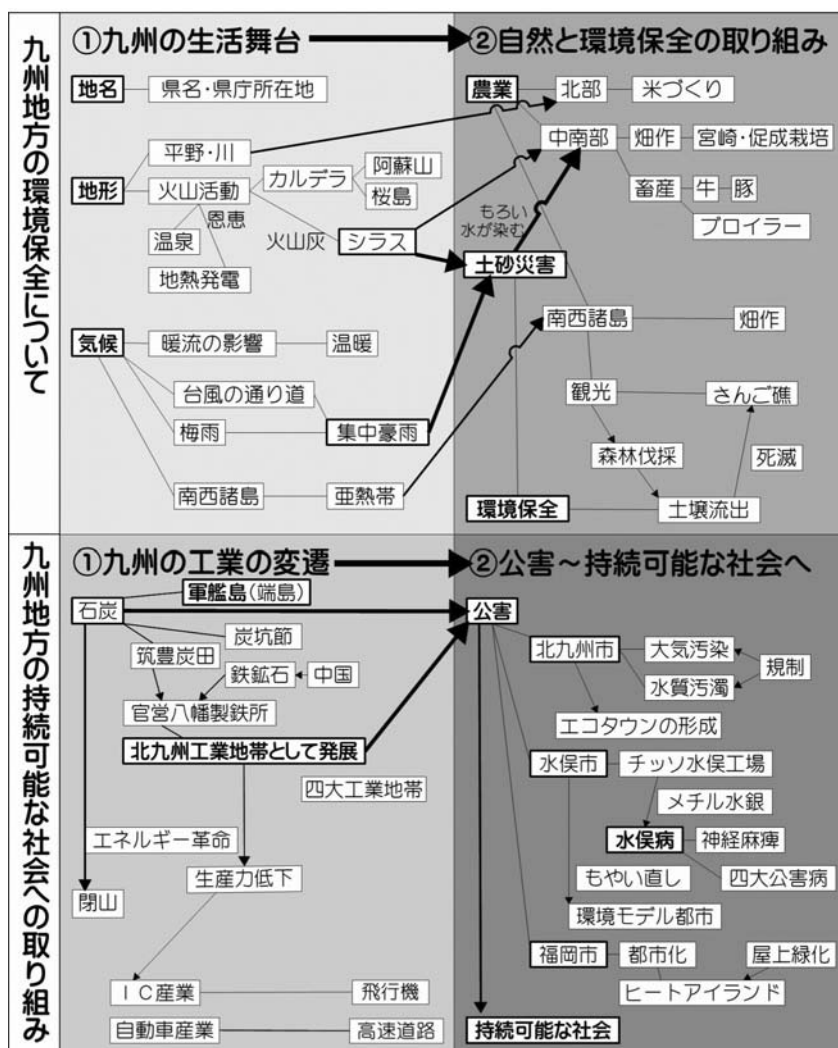 九州地方の環境保全について
①九州の生活舞台
②自然と環境保全の取り組み
地名
県名・県庁所在地
地形
平野・川
火山活動
カルデラ
阿蘇山
桜島
恩恵
温泉
地熱発電
火山灰
シラス
気候
暖流の影響
温暖
台風の通り道
梅雨
集中豪雨
南西諸島
亜熱帯
農業
北部
米づくり
中南部
畑作
宮崎・促成栽培
畜産
牛
豚
ブロイラー
もろい
水が染む
土砂災害
南西諸島
畑作
観光
さんご礁
森林伐採
死滅
環境保全
土壌流出
九州地方の持続可能な社会への取り組み
①九州の工業の変遷
②公害~持続可能な社会へ
軍艦島(端島)
石炭
炭坑節
筑豊炭田
鉄鉱石
中国
官営八幡製鉄所
北九州工業地帯として発展
四大工業地帯
エネルギー革命
生産力低下
閉山
IC産業
飛行機
自動車産業
高速道路
公害
北九州市
大気汚染
規制
水質汚濁
エコタウンの形成
水俣市
チッソ水俣工場
メチル水銀
水俣病
神経麻痺
もやい直し
四大公害病
環境モデル都市
福岡市
都市化
屋上緑化
ヒートアイランド
持続可能な社会